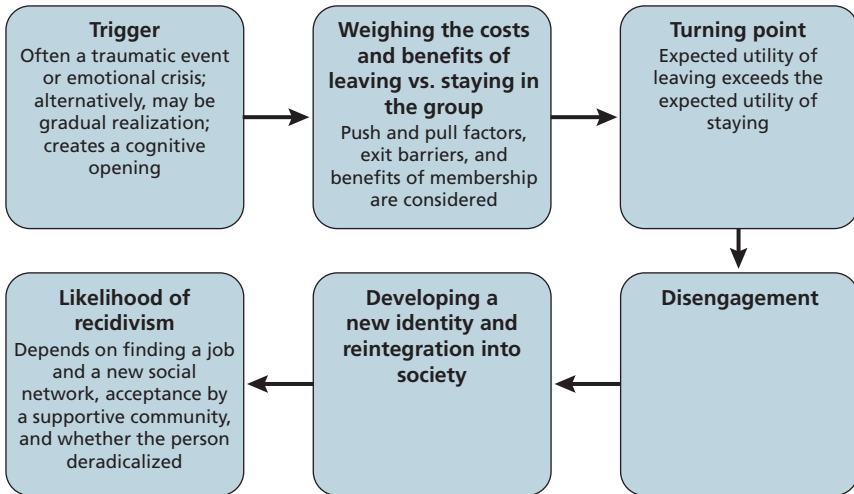 Trigger
Often a traumatic event
or emotional crisis;
alternatively, may be
gradual realization;
creates a cognitive
opening
Weighing the costs
and benefits of
leaving vs. staying in
the group
Push and pull factors,
exit barriers, and
benefits of membership
are considered
Turning point
Expected utility of
leaving exceeds the
expected utility of
staying
Disengagement
Developing a
new identity and
reintegration into
society
Likelihood of
recidivism
Depends on finding a job
and a new social
network, acceptance by
a supportive community,
and whether the person
deradicalized